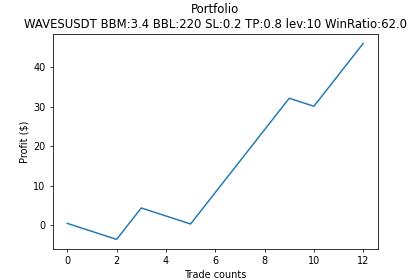 Portfolio
WAVESUSDT BBM:3.4 BBL:220 SL:0.2 TP:0.8 lev:10 WinRatio:62.0
40
30
20
10
0
Profit ($)
0 2 4 6 8 10 12
Trade counts